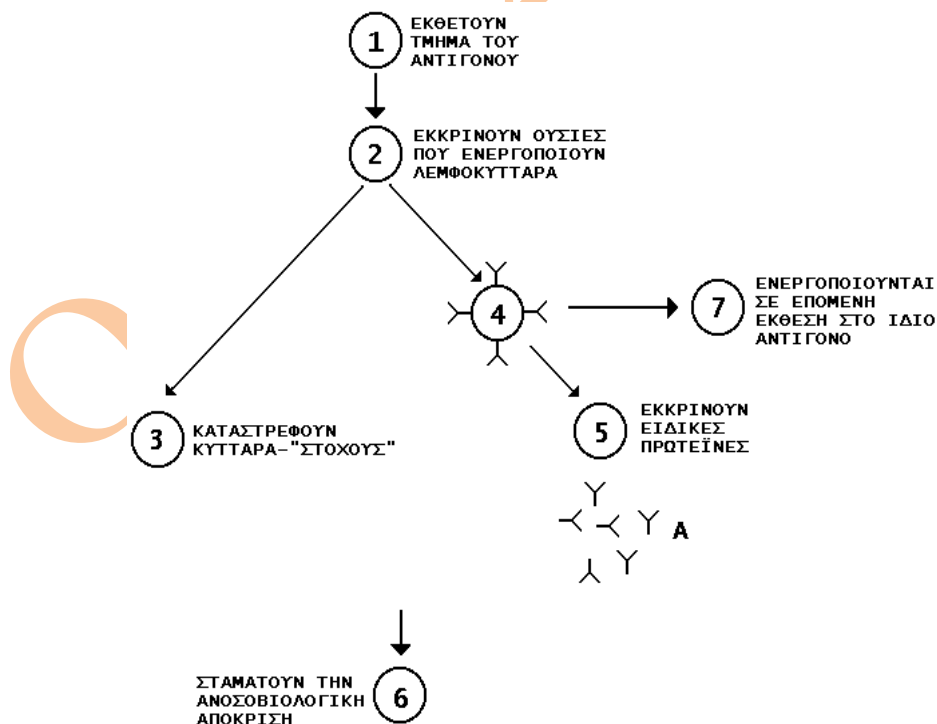 1
ΕΚΘΕΤΟΥΝ
ΤΜΗΜΑ ΤΟΥ
ΑΝΤΙΓΟΝΟΥ
2
ΕΚΚΡΙΝΟΥΝ ΟΥΣΙΕΣ
ΠΟΥ ΕΝΕΡΓΟΠΟΙΟΥΝ
ΛΕΜΦΟΚΥΤΤΑΡΑ
4
7
ΕΝΕΡΓΟΠΟΙΟΥΝΤΑΙ
ΣΕ ΕΠΟΜΕΝΗ
ΕΚΘΕΣΗ ΣΤΟ ΙΔΙΟ
ΑΝΤΙΓΟΝΟ
3
ΚΑΤΑΣΤΡΕΦΟΥΝ
ΚΥΤΤΑΡΑ-"ΣΤΟΧΟΥΣ"
5
ΕΚΚΡΙΝΟΥΝ
ΕΙΔΙΚΕΣ
ΠΡΩΤΕΪΝΕΣ
Α
ΣΤΑΜΑΤΟΥΝ ΤΗΝ
ΑΝΟΣΟΒΙΟΛΟΓΙΚΗ
ΑΠΟΚΡΙΣΗ
6